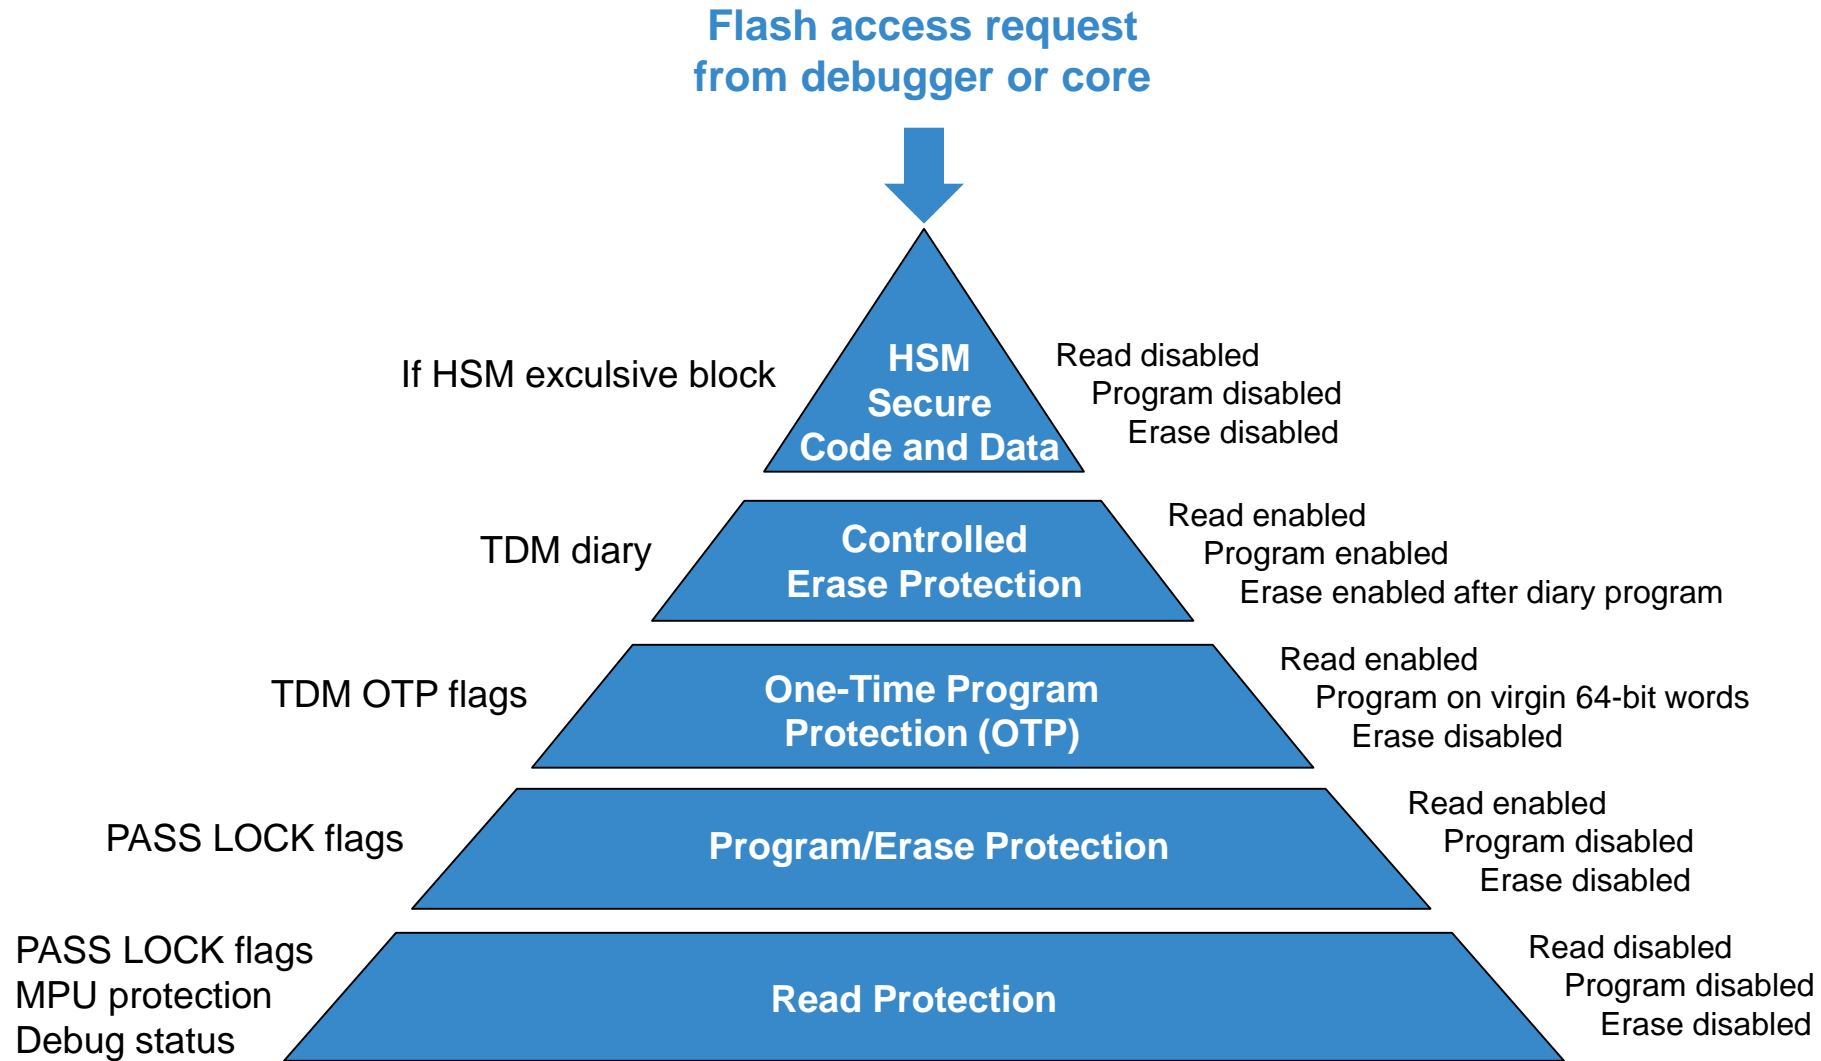 Flash access request
from debugger or core
If HSM exculsive block
HSM
Secure
Code and Data
Read disabled
Program disabled
Erase disabled
TDM diary
Controlled
Erase Protection
Read enabled
Program enabled
Erase enabled after diary program
TDM OTP flags
One-Time Program
Protection (OTP)
Read enabled
Program on virgin 64-bit words
Erase disabled
PASS LOCK flags
Program/Erase Protection
Read enabled
Program disabled
Erase disabled
PASS LOCK flags
MPU protection
Debug status
Read Protection
Read disabled
Program disabled
Erase disabled